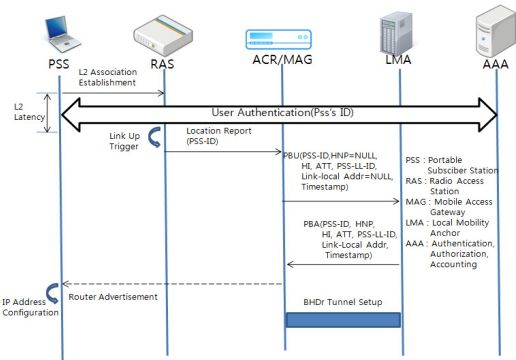 PSS
RAS
ACR/MAG
LMA
AAA
L2 Association
Establishment
L2
Latency
User Authentication(Pss's ID)
Link Up
Trigger
Location Report
(PSS-ID)
PBU(PSS-ID,HNP=NULL,
HI, ATT, PSS-LL-ID,
Link-local Addr=NULL,
Timestamp)
PSS : Portable
Subsciber Station
RAS : Radio Access
Station
MAG : Mobile Access
Gateway
LMA : Local Mobility
Anchor
AAA : Authentication,
Authorization,
Accounting
PBA(PSS-ID, HNP,
HI, ATT, PSS-LL-ID,
Link-Local Addr,
Timestamp)
IP Address
Configuration
Router Advertisement
BHDr Tunnel Setup